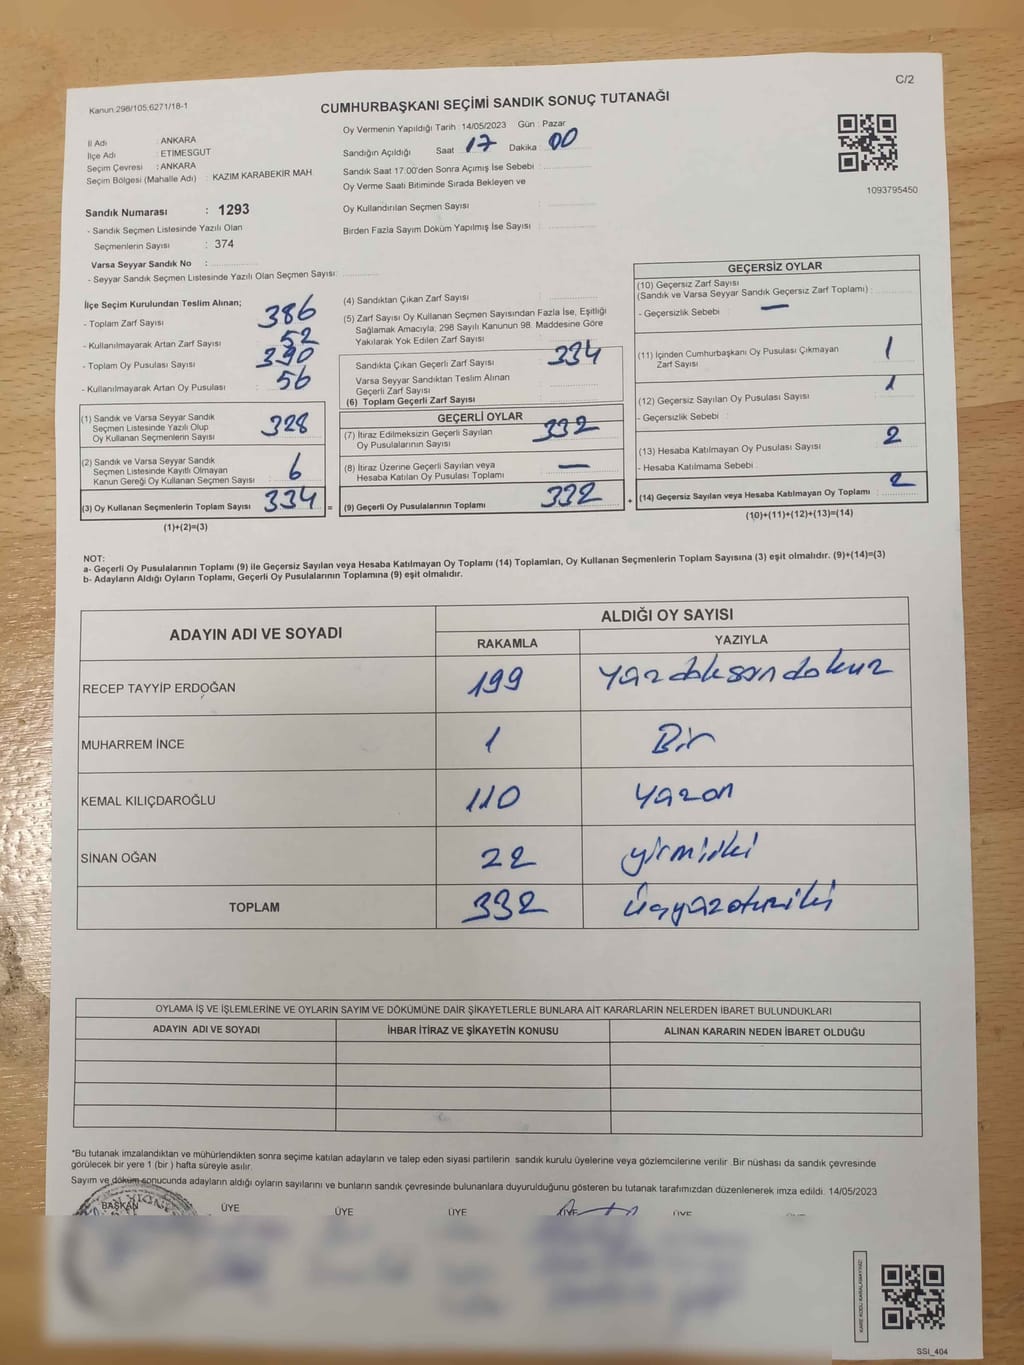 C/2
Kanun 298/105;6271/18-1
CUMHURBAŞKANI SEÇİMİ SANDIK SONUÇ TUTANAĞI
İl Adı : ANKARA
İlçe Adı : ETİMESGUT
Seçim Çevresi : ANKARA
Seçim Bölgesi (Mahalle Adı) : KAZIM KARABEKIR MAH
Sandık Numarası : 1293
- Sandık Seçmen Listesinde Yazılı Olan
Seçmenlerin Sayısı : 374
Varsa Seyyar Sandık No :
- Seyyar Sandık Seçmen Listesinde Yazılı Olan Seçmen Sayısı:
Oy Vermenin Yapıldığı Tarih :14/05/2023 Gün : Pazar
Sandığın Açıldığı Saat 17 Dakika 00
Sandık Saat 17.00'den Sonra Açımış İse Sebebi :
Oy Verme Saati Bitiminde Sırada Bekleyen ve
Oy Kullandırılan Seçmen Sayısı :
Birden Fazla Sayım Döküm Yapılmış İse Sayısı :
1093795450
İlçe Seçim Kurulundan Teslim Alınan;
- Toplam Zarf Sayısı : 386
- Kullanılmayarak Artan Zarf Sayısı : 52
- Toplam Oy Pusulası Sayısı : 390
- Kullanılmayarak Artan Oy Pusulası : 56
(1) Sandık ve Varsa Seyyar Sandık
Seçmen Listesinde Yazılı Olup
Oy Kullanan Seçmenlerin Sayısı : 328
(2) Sandık ve Varsa Seyyar Sandık
Seçmen Listesinde Kayıtlı Olmayan
Kanun Gereği Oy Kullanan Seçmen Sayısı : 6
(3) Oy Kullanan Seçmenlerin Toplam Sayısı : 334 =
(1)+(2)=(3)
(4) Sandıktan Çıkan Zarf Sayısı :
(5) Zarf Sayısı Oy Kullanan Seçmen Sayısından Fazla İse, Eşitliği
Sağlamak Amacıyla, 298 Sayılı Kanunun 98. Maddesine Göre
Yakılarak Yok Edilen Zarf Sayısı :
Sandıkta Çıkan Geçerli Zarf Sayısı : 334
Varsa Seyyar Sandıktan Teslim Alınan
Geçerli Zarf Sayısı :
(6) Toplam Geçerli Zarf Sayısı
GEÇERLİ OYLAR
(7) İtiraz Edilmeksizin Geçerli Sayılan
Oy Pusulalarının Sayısı : 332
(8) İtiraz Üzerine Geçerli Sayılan veya
Hesaba Katılan Oy Pusulası Toplamı : —
(9) Geçerli Oy Pusulalarının Toplamı : 332 +
GEÇERSİZ OYLAR
(10) Geçersiz Zarf Sayısı
(Sandık ve Varsa Seyyar Sandık Geçersiz Zarf Toplamı) :
- Geçersizlik Sebebi : —
(11) İçinden Cumhurbaşkanı Oy Pusulası Çıkmayan
Zarf Sayısı : 1
(12) Geçersiz Sayılan Oy Pusulası Sayısı : 1
- Geçersizlik Sebebi :
(13) Hesaba Katılmayan Oy Pusulası Sayısı : 2
- Hesaba Katılmama Sebebi :
(14) Geçersiz Sayılan veya Hesaba Katılmayan Oy Toplamı : 2
(10)+(11)+(12)+(13)=(14)
NOT:
a- Geçerli Oy Pusulalarının Toplamı (9) ile Geçersiz Sayılan veya Hesaba Katılmayan Oy Toplamı (14) Toplamları, Oy Kullanan Seçmenlerin Toplam Sayısına (3) eşit olmalıdır. (9)+(14)=(3)
b- Adayların Aldığı Oyların Toplamı, Geçerli Oy Pusulalarının Toplamına (9) eşit olmalıdır.
ADAYIN ADI VE SOYADI ALDIĞI OY SAYISI
RAKAMLA YAZIYLA
RECEP TAYYİP ERDOĞAN 199 Yüzdoksandokuz
MUHARREM İNCE 1 Bir
KEMAL KILIÇDAROĞLU 110 Yüzon
SİNAN OĞAN 22 yirmiiki
TOPLAM 332 üçyüzotuziki
OYLAMA İŞ VE İŞLEMLERİNE VE OYLARIN SAYIM VE DÖKÜMÜNE DAİR ŞİKAYETLERLE BUNLARA AİT KARARLARIN NELERDEN İBARET BULUNDUKLARI
ADAYIN ADI VE SOYADI İHBAR İTİRAZ VE ŞİKAYETİN KONUSU ALINAN KARARIN NEDEN İBARET OLDUĞU
*Bu tutanak imzalandıktan ve mühürlendikten sonra seçime katılan adayların ve talep eden siyasi partilerin sandık kurulu üyelerine veya gözlemcilerine verilir .Bir nüshası da sandık çevresinde
görülecek bir yere 1 (bir ) hafta süreyle asılır.
Sayım ve döküm sonucunda adayların aldığı oyların sayılarını ve bunların sandık çevresinde bulunanlara duyurulduğunu gösteren bu tutanak tarafımızdan düzenlenerek imza edildi. 14/05/2023
BAŞKAN ÜYE ÜYE ÜYE ÜYE ÜYE
KARE KODU KARALAMAYINIZ!
SSI_404